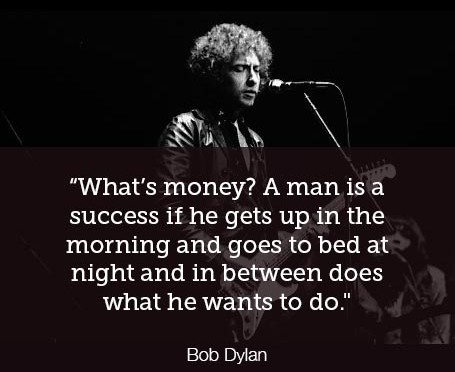 “What’s money? A man is a
success if he gets up in the
morning and goes to bed at
night and in between does
what he wants to do."
Bob Dylan